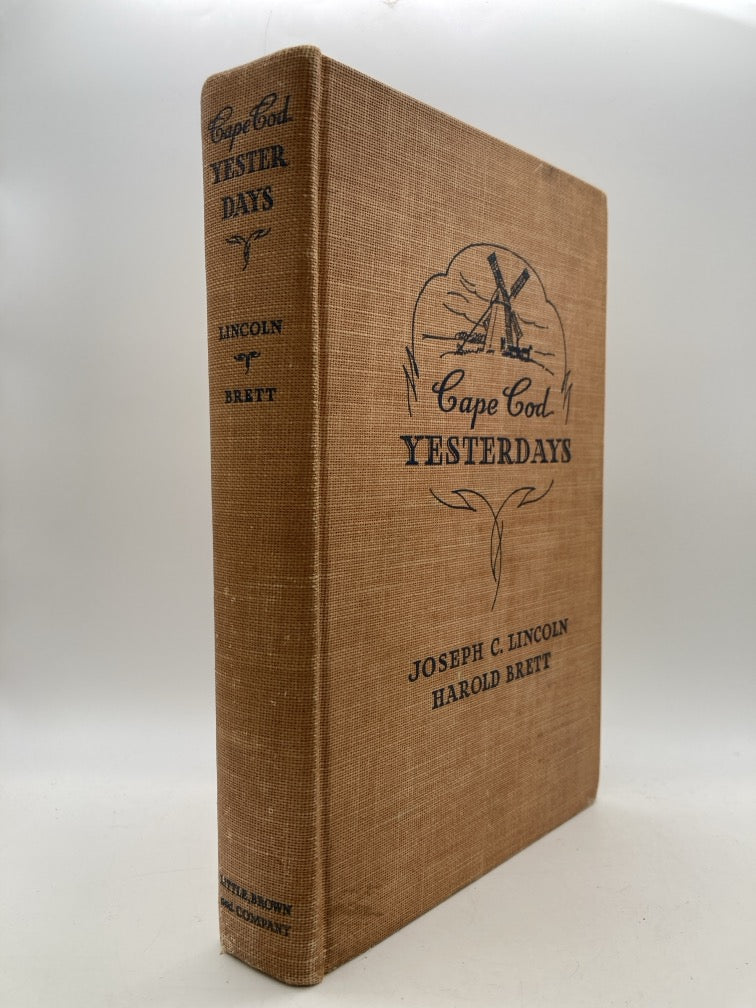 Cape Cod
YESTER
DAYS
LINCOLN
BRETT
LITTLE, BROWN
and COMPANY
Cape Cod
YESTERDAYS
JOSEPH C. LINCOLN
HAROLD BRETT